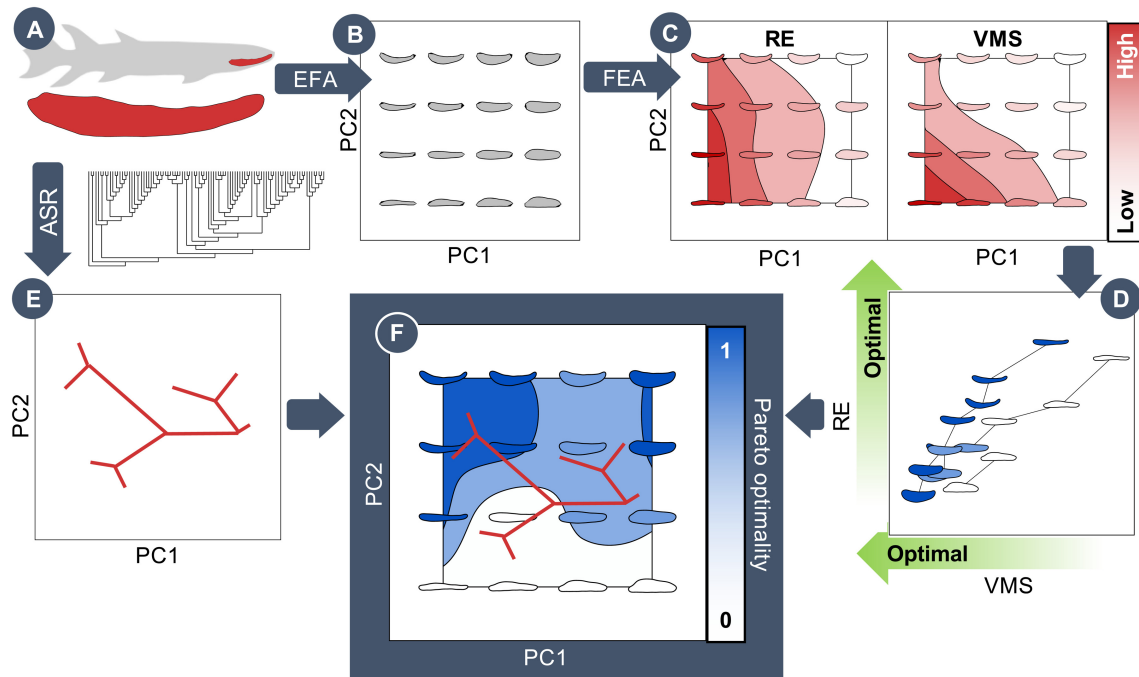 A
EFA
B
PC2
PC1
FEA
C
RE
VMS
PC2
PC1
PC1
High
Low
ASR
E
PC2
PC1
F
PC2
PC1
1
0
Pareto optimality
D
Optimal
RE
Optimal
VMS